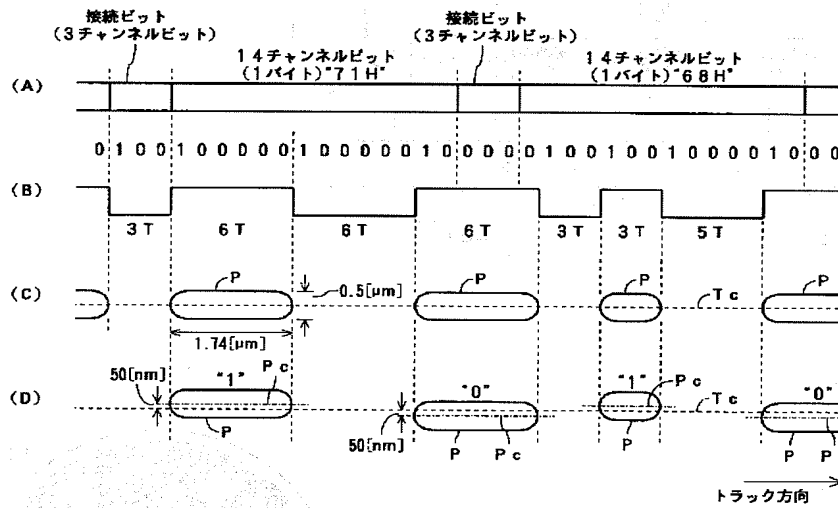 接続ビット
(3チャンネルビット)
14チャンネルビット
(1バイト)"71H"
接続ビット
(3チャンネルビット)
14チャンネルビット
(1バイト)"68H"
(A)
0 1 0 0 1 0 0 0 0 0 1 0 0 0 0 0 1 0 0 0 0 0 1 0 0 1 0 0 1 0 0 0 0 1 0 0 0
(B)
3T 6T 6T 6T 3T 3T 5T
(C) P 0.5[μm] P P Tc P
1.74[μm]
(D) 50[nm] "1" Pc "0" "1" Pc Tc "0"
P 50[nm] P Pc P P P
トラック方向